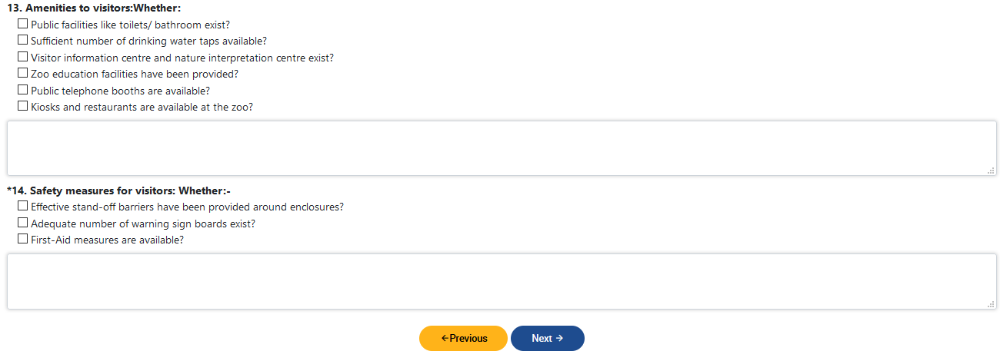 13. Amenities to visitors:Whether:
Public facilities like toilets/ bathroom exist?
Sufficient number of drinking water taps available?
Visitor information centre and nature interpretation centre exist?
Zoo education facilities have been provided?
Public telephone booths are available?
Kiosks and restaurants are available at the zoo?
*14. Safety measures for visitors: Whether:-
Effective stand-off barriers have been provided around enclosures?
Adequate number of warning sign boards exist?
First-Aid measures are available?
←Previous Next →